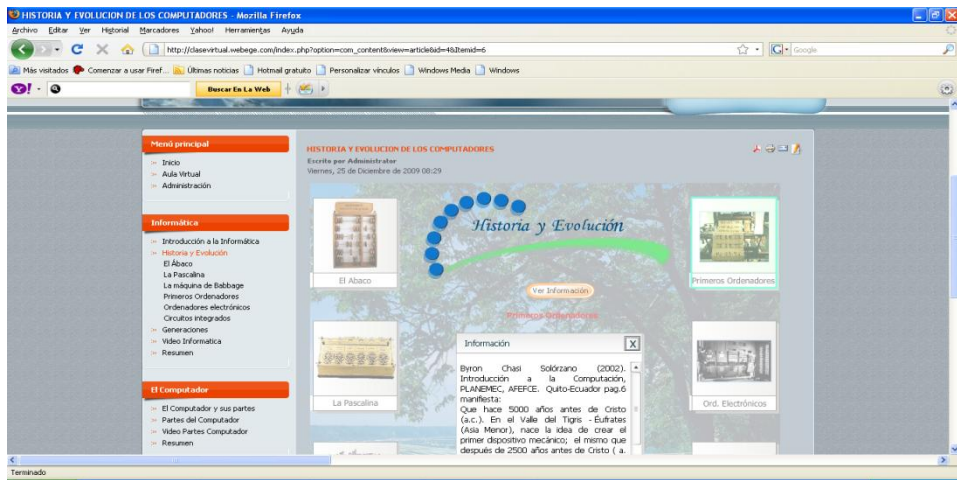 HISTORIA Y EVOLUCION DE LOS COMPUTADORES - Mozilla Firefox
Archivo Editar Ver Historial Marcadores Yahoo! Herramientas Ayuda
http://clasevirtual.webege.com/index.php?option=com_content&view=article&id=4&Itemid=6
Google
Más visitados Comenzar a usar Firef... Últimas noticias Hotmail gratuito Personalizar vínculos Windows Media Windows
Buscar En La Web
Menú principal
Inicio
Aula Virtual
Administración
Informática
Introducción a la Informática
Historia y Evolución
El Ábaco
La Pascalina
La máquina de Babbage
Primeros Ordenadores
Ordenadores electrónicos
Circuitos integrados
Generaciones
Video Informatica
Resumen
El Computador
El Computador y sus partes
Partes del Computador
Video Partes Computador
Resumen
HISTORIA Y EVOLUCION DE LOS COMPUTADORES
Escrito por Administrator
Viernes, 25 de Diciembre de 2009 08:29
Historia y Evolución
El Abaco
Primeros Ordenadores
Ver Información
Primeros Ordenadores
La Pascalina
Ord. Electrónicos
Información
X
Byron Chasi Solórzano (2002).
Introducción a la Computación,
PLANEMEC, AFEFCE. Quito-Ecuador pag.6
manifiesta:
Que hace 5000 años antes de Cristo
(a.c.). En el Valle del Tigris - Éufrates
(Asia Menor), nace la idea de crear el
primer dispositivo mecánico; el mismo que
después de 2500 años antes de Cristo ( a.
Terminado